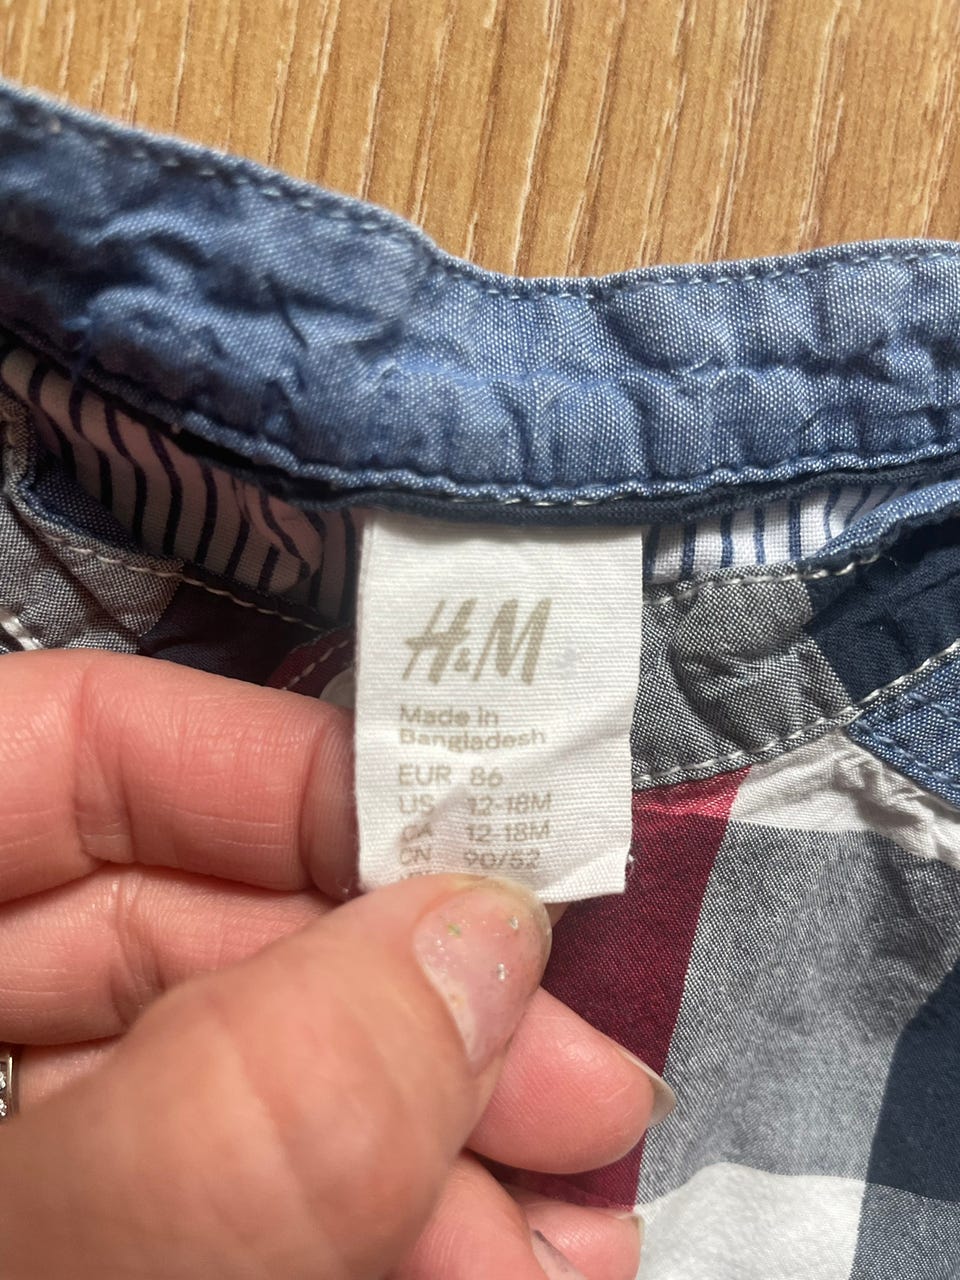 H&M
Made in
Bangladesh
EUR 86
US 12-18M
CA 12-18M
CN 90/52